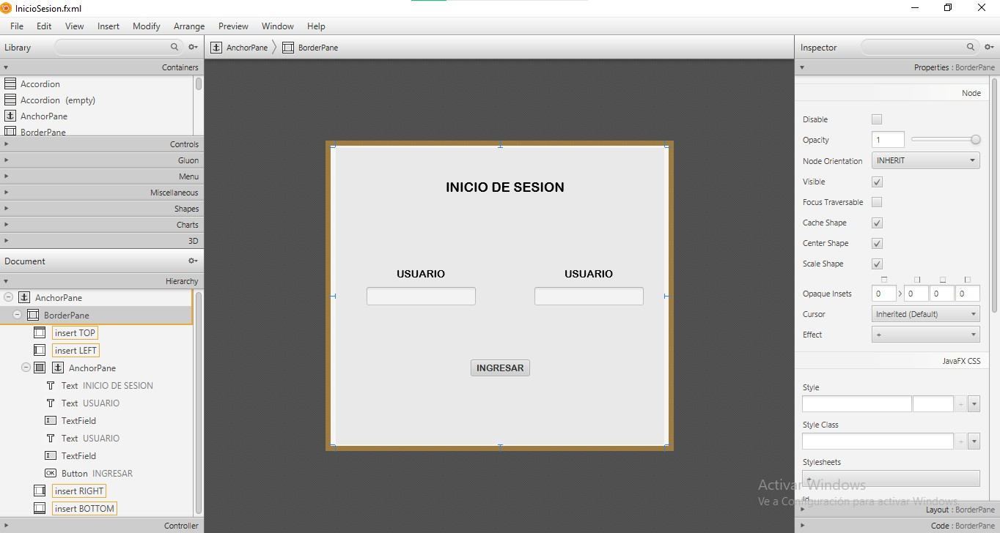 InicioSesion.fxml
File Edit View Insert Modify Arrange Preview Window Help
Library
Containers
Accordion
Accordion (empty)
AnchorPane
BorderPane
Controls
Gluon
Menu
Miscellaneous
Shapes
Charts
3D
Document
Hierarchy
AnchorPane
BorderPane
insert TOP
insert LEFT
AnchorPane
Text INICIO DE SESION
Text USUARIO
TextField
Text USUARIO
TextField
OK Button INGRESAR
insert RIGHT
insert BOTTOM
Controller
AnchorPane BorderPane
INICIO DE SESION
USUARIO USUARIO
INGRESAR
Inspector
Properties : BorderPane
Node
Disable
Opacity 1
Node Orientation INHERIT
Visible
Focus Traversable
Cache Shape
Center Shape
Scale Shape
Opaque Insets 0 0 0 0
Cursor Inherited (Default)
Effect +
JavaFX CSS
Style
+
Style Class
+
Stylesheets
+
Id
Layout : BorderPane
Code : BorderPane
Activar Windows
Ve a Configuración para activar Windows.